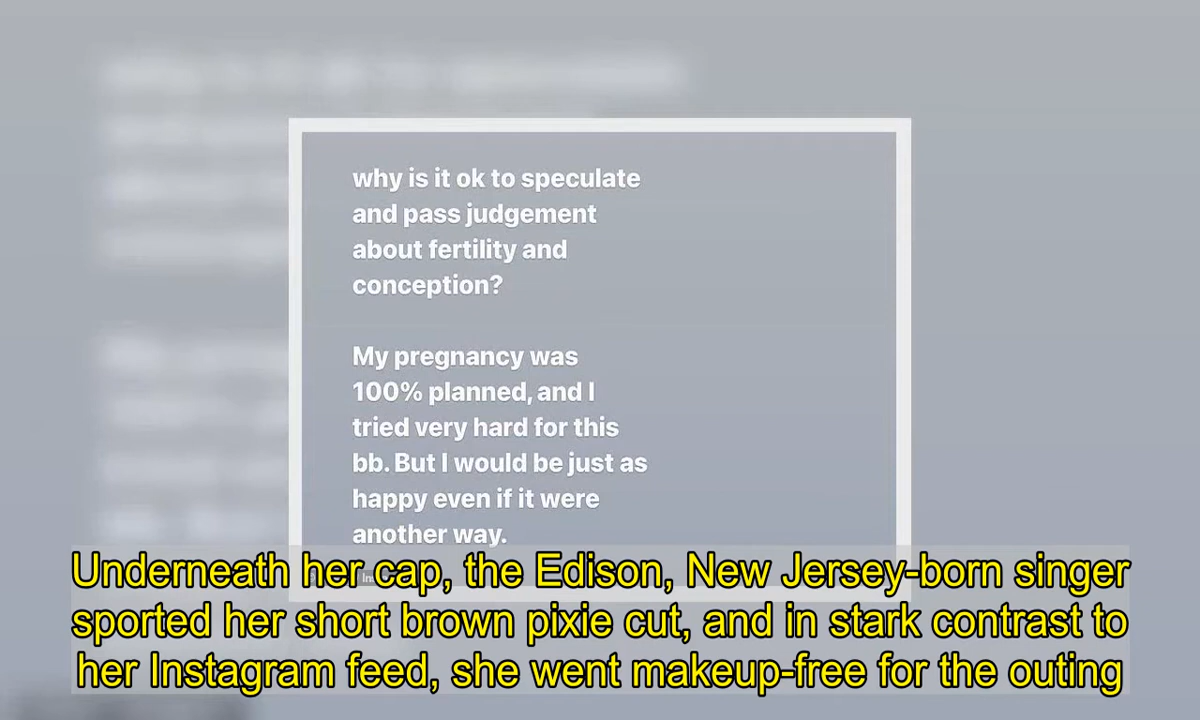 why is it ok to speculate
and pass judgement
about fertility and
conception?
My pregnancy was
100% planned, and I
tried very hard for this
bb. But I would be just as
happy even if it were
another way.
Underneath her cap, the Edison, New Jersey-born singer
sported her short brown pixie cut, and in stark contrast to
her Instagram feed, she went makeup-free for the outing